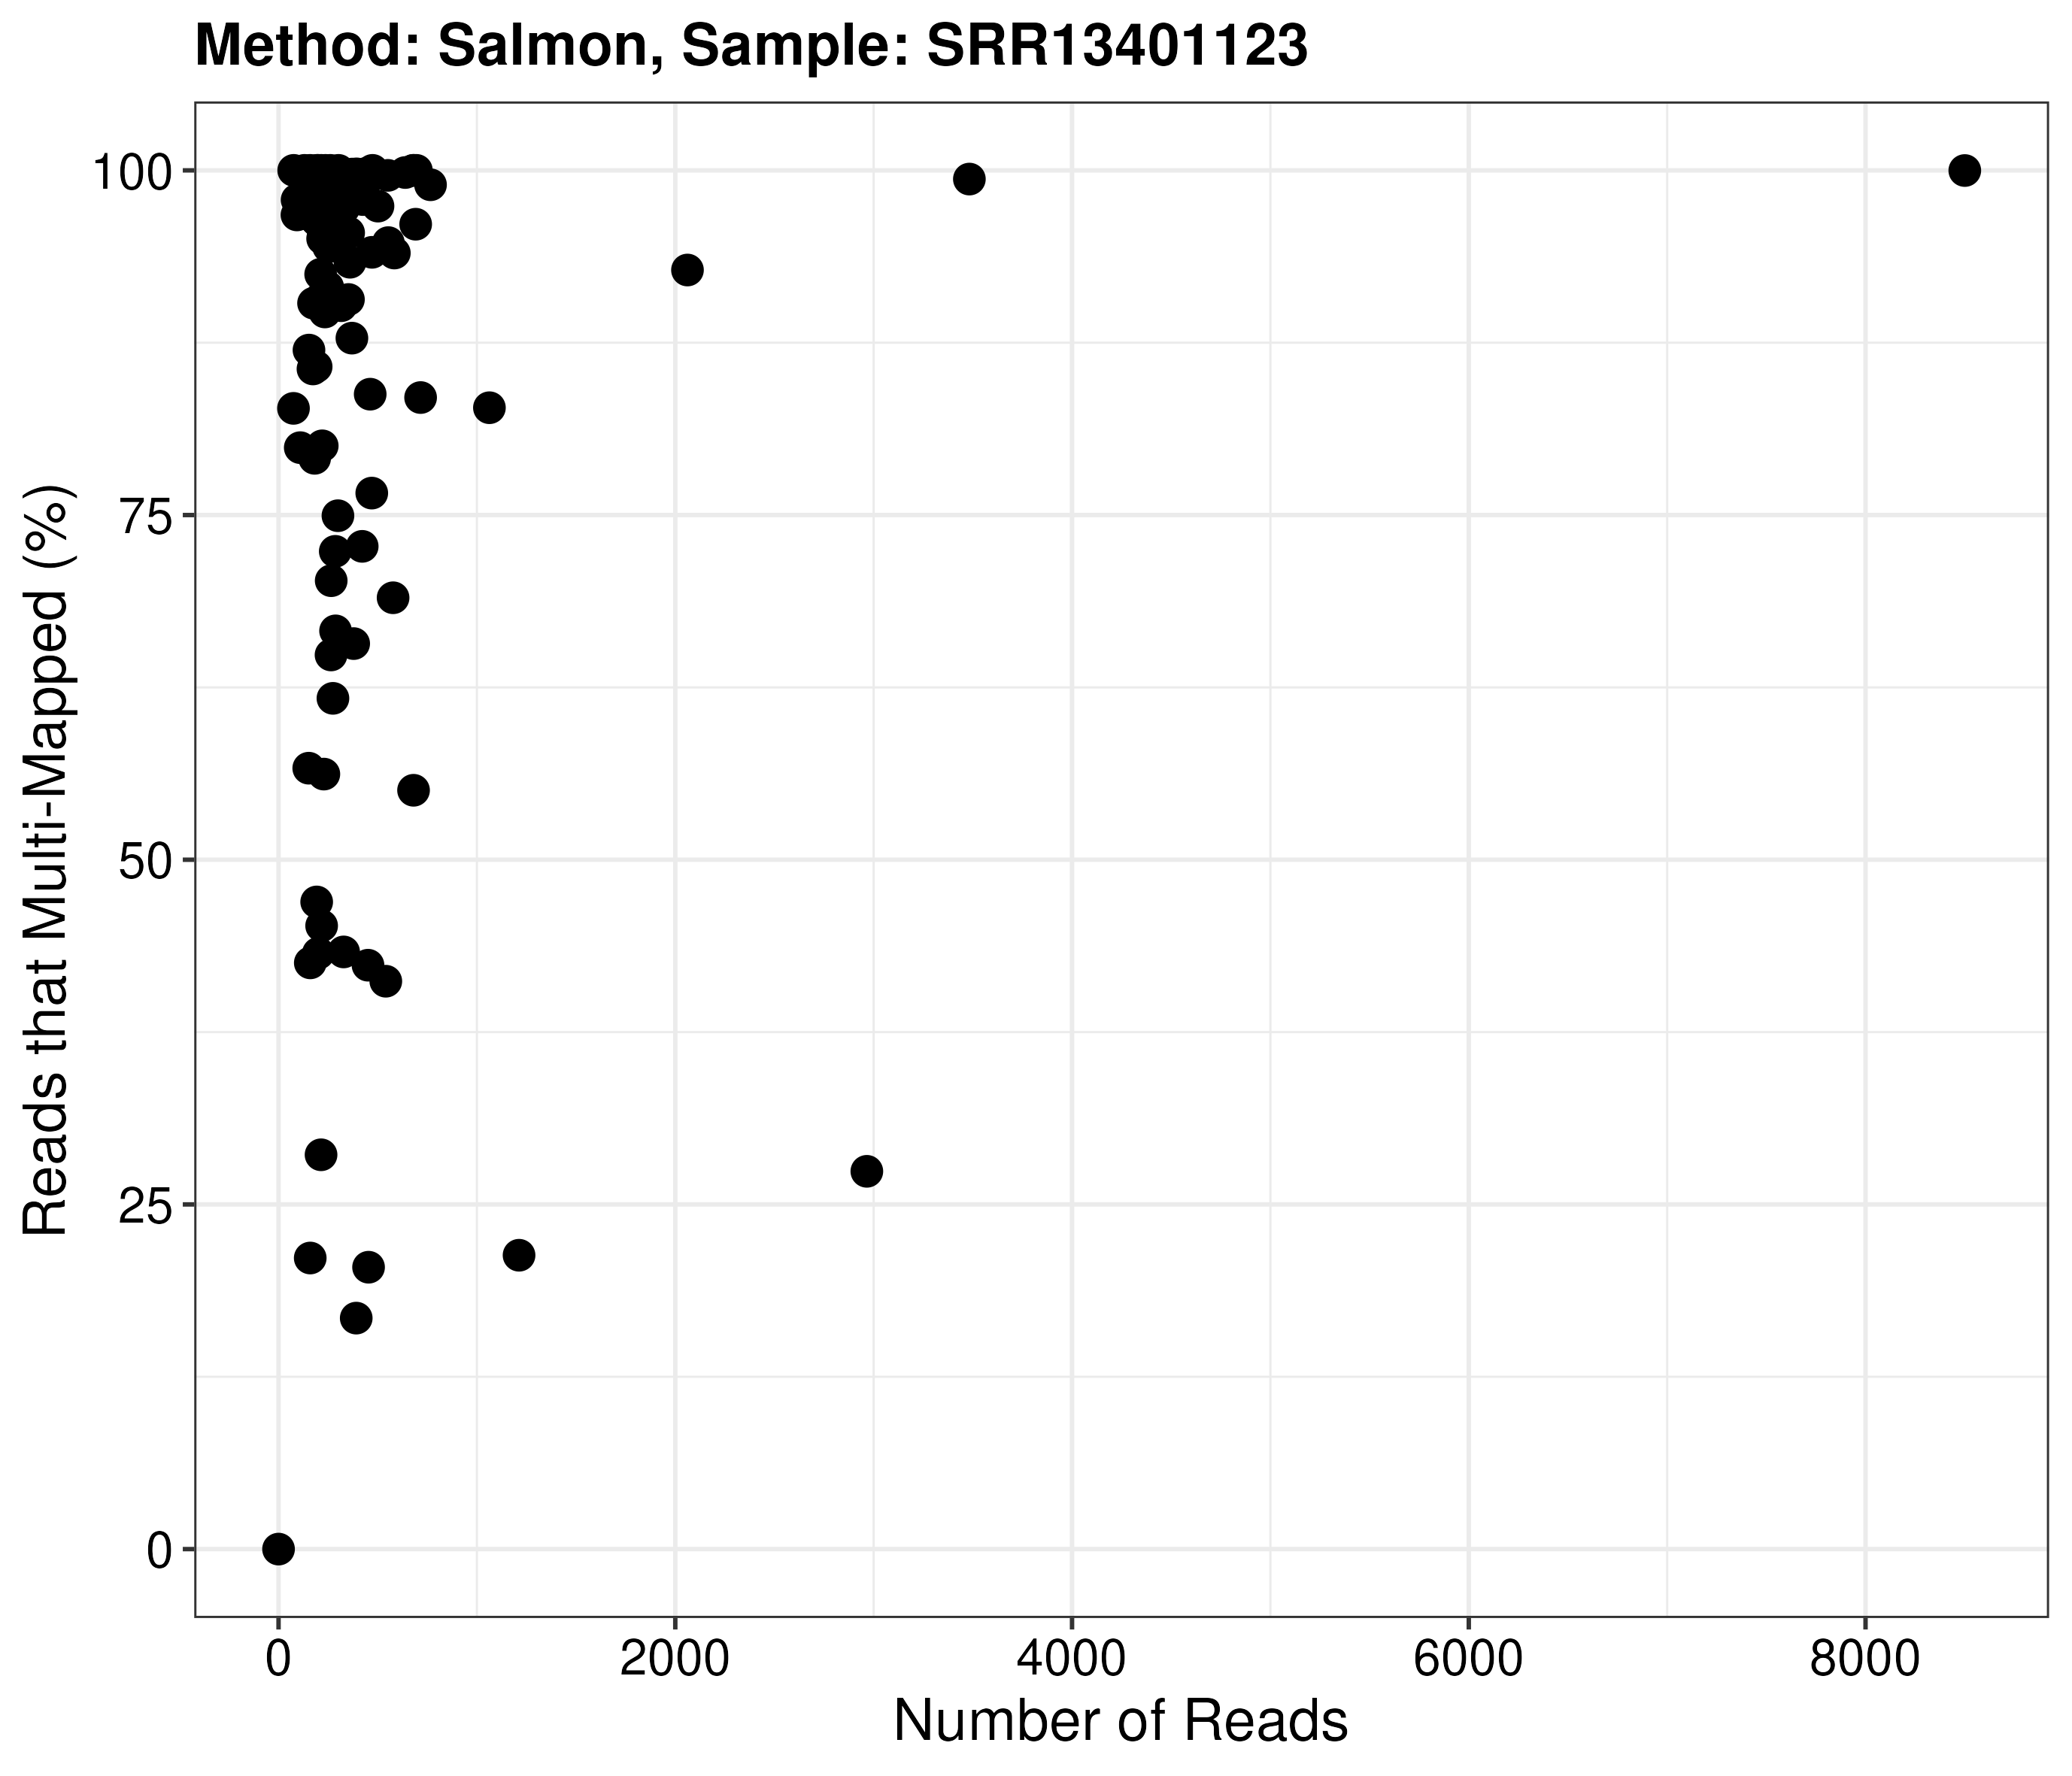 Method: Salmon, Sample: SRR13401123
Reads that Multi-Mapped (%)
100
75
50
25
0
0 2000 4000 6000 8000
Number of Reads